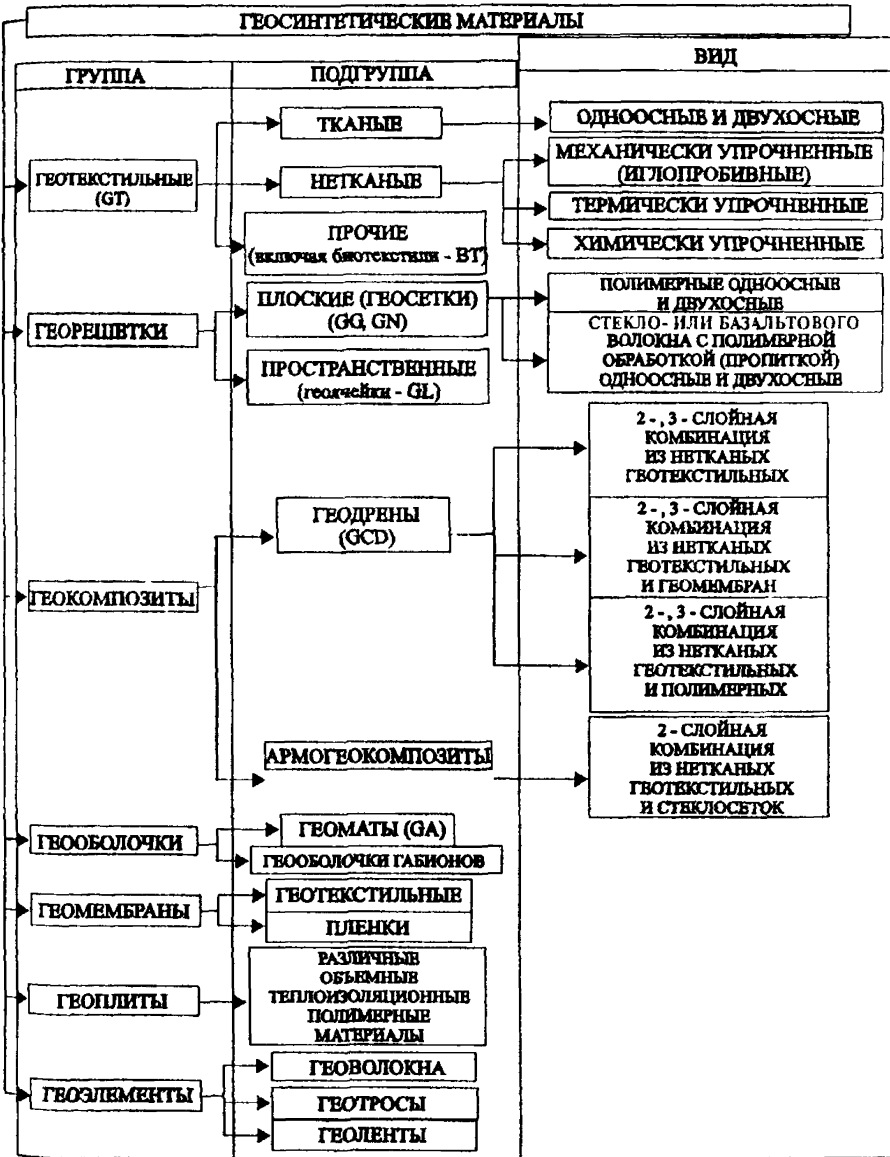 ГЕОСИНТЕТИЧЕСКИЕ МАТЕРИАЛЫ
ГРУППА
ПОДГРУППА
ВИД
ГЕОТЕКСТИЛЬНЫЕ
(GT)
ТКАНЫЕ
ОДНООСНЫЕ И ДВУХОСНЫЕ
НЕТКАНЫЕ
МЕХАНИЧЕСКИ УПРОЧНЕННЫЕ
(ИГЛОПРОБИВНЫЕ)
ТЕРМИЧЕСКИ УПРОЧНЕННЫЕ
ХИМИЧЕСКИ УПРОЧНЕННЫЕ
ПРОЧИЕ
(включая биотекстили - ВТ)
ГЕОРЕШЕТКИ
ПЛОСКИЕ (ГЕОСЕТКИ)
(GG, GN)
ПОЛИМЕРНЫЕ ОДНООСНЫЕ
И ДВУХОСНЫЕ
СТЕКЛО- ИЛИ БАЗАЛЬТОВОГО
ВОЛОКНА С ПОЛИМЕРНОЙ
ОБРАБОТКОЙ (ПРОПИТКОЙ)
ОДНООСНЫЕ И ДВУХОСНЫЕ
ПРОСТРАНСТВЕННЫЕ
(геоячейки - GL)
ГЕОКОМПОЗИТЫ
ГЕОДРЕНЫ
(GCD)
2 - , 3 - СЛОЙНАЯ
КОМБИНАЦИЯ
ИЗ НЕТКАНЫХ
ГЕОТЕКСТИЛЬНЫХ
2 - , 3 - СЛОЙНАЯ
КОМБИНАЦИЯ
ИЗ НЕТКАНЫХ
ГЕОТЕКСТИЛЬНЫХ
И ГЕОМЕМБРАН
2 - , 3 - СЛОЙНАЯ
КОМБИНАЦИЯ
ИЗ НЕТКАНЫХ
ГЕОТЕКСТИЛЬНЫХ
И ПОЛИМЕРНЫХ
АРМОГЕОКОМПОЗИТЫ
2 - СЛОЙНАЯ
КОМБИНАЦИЯ
ИЗ НЕТКАНЫХ
ГЕОТЕКСТИЛЬНЫХ
И СТЕКЛОСЕТОК
ГЕООБОЛОЧКИ
ГЕОМАТЫ (GA)
ГЕООБОЛОЧКИ ГАБИОНОВ
ГЕОМЕМБРАНЫ
ГЕОТЕКСТИЛЬНЫЕ
ПЛЕНКИ
ГЕОПЛИТЫ
РАЗЛИЧНЫЕ
ОБЪЕМНЫЕ
ТЕПЛОИЗОЛЯЦИОННЫЕ
ПОЛИМЕРНЫЕ
МАТЕРИАЛЫ
ГЕОЭЛЕМЕНТЫ
ГЕОВОЛОКНА
ГЕОТРОСЫ
ГЕОЛЕНТЫ